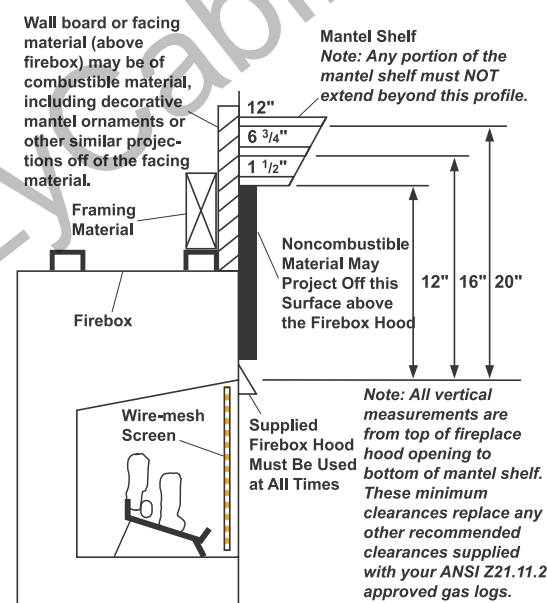 Wall board or facing
material (above
firebox) may be of
combustible material,
including decorative
mantel ornaments or
other similar projec-
tions off of the facing
material.
Mantel Shelf
Note: Any portion of the
mantel shelf must NOT
extend beyond this profile.
12"
6 3/4"
1 1/2"
Framing
Material
Noncombustible
Material May
Project Off this
Surface above
the Firebox Hood
12" 16" 20"
Firebox
Wire-mesh
Screen
Supplied
Firebox Hood
Must Be Used
at All Times
Note: All vertical
measurements are
from top of fireplace
hood opening to
bottom of mantel shelf.
These minimum
clearances replace any
other recommended
clearances supplied
with your ANSI Z21.11.2
approved gas logs.